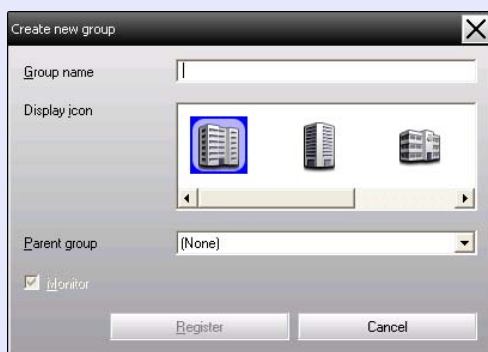 Create new group
Group name
Display icon
Parent group
(None)
Monitor
Register
Cancel